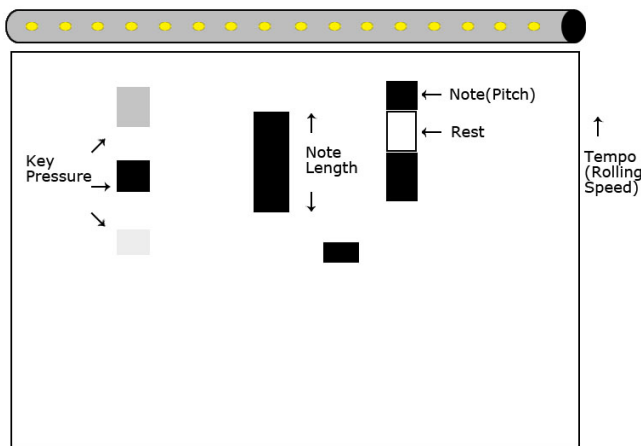 Note(Pitch)
Rest
Key
Pressure
Note
Length
Tempo
(Rolling
Speed)